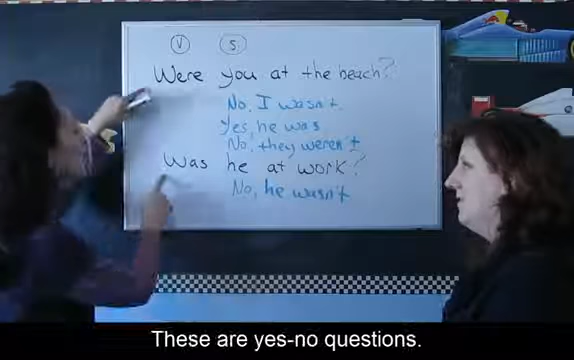 V S
Were you at the beach?
No, I wasn't.
Yes, he was
No, they weren't
Was he at work?
No, he wasn't
These are yes-no questions.